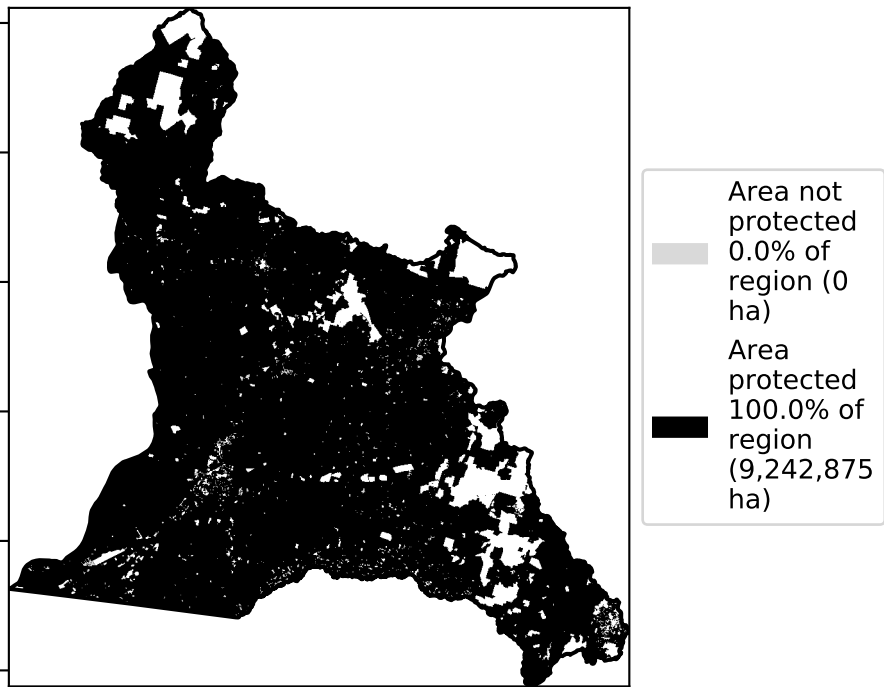 Area not
protected
0.0% of
region (0
ha)
Area
protected
100.0% of
region
(9,242,875
ha)